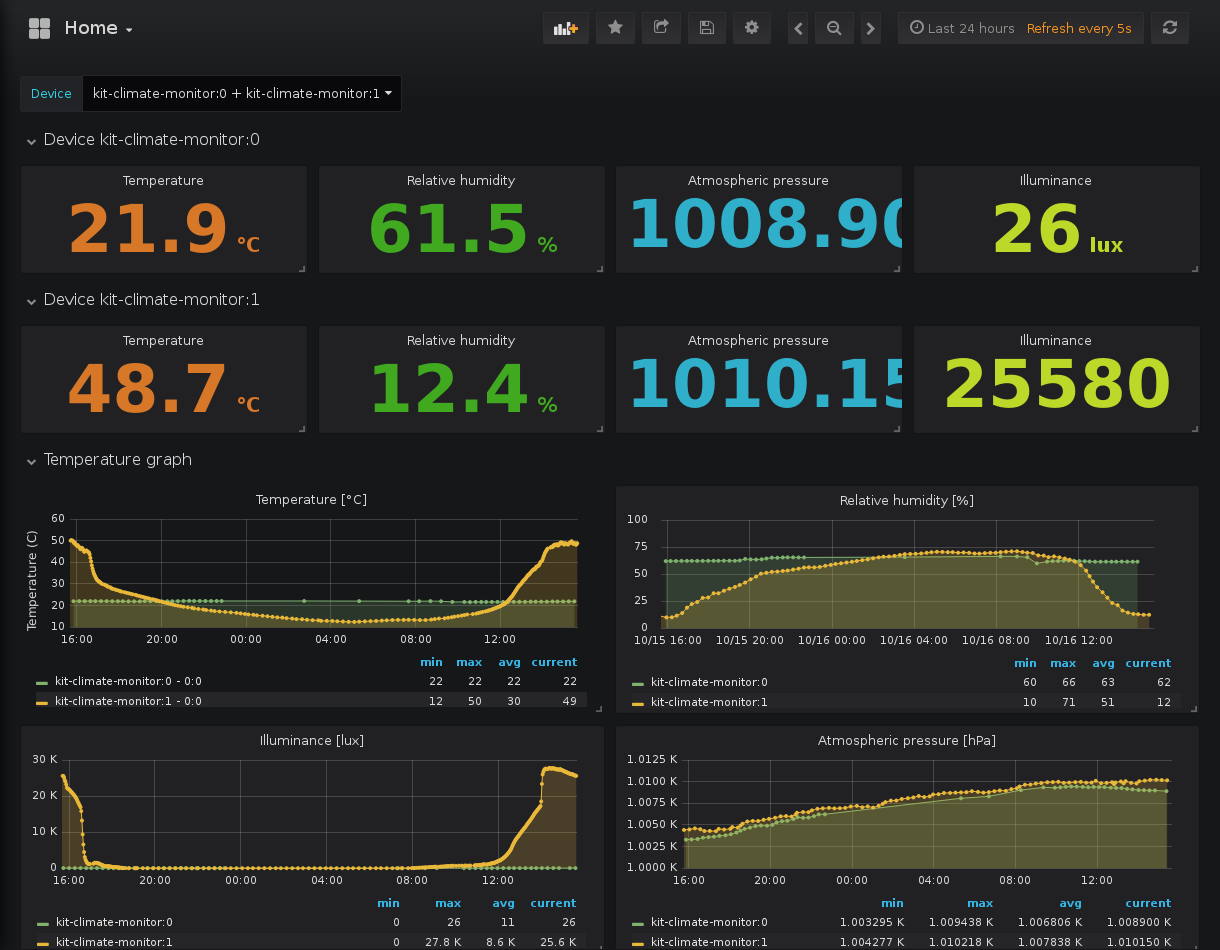 Home
Last 24 hours Refresh every 5s
Device kit-climate-monitor:0 + kit-climate-monitor:1
Device kit-climate-monitor:0
Temperature Relative humidity Atmospheric pressure Illuminance
21.9 °C 61.5 % 1008.90 26 lux
Device kit-climate-monitor:1
Temperature Relative humidity Atmospheric pressure Illuminance
48.7 °C 12.4 % 1010.15 25580
Temperature graph
Temperature [°C]
Temperature (C)
60
50
40
30
20
10
16:00 20:00 00:00 04:00 08:00 12:00
min max avg current
kit-climate-monitor:0 - 0:0 22 22 22 22
kit-climate-monitor:1 - 0:0 12 50 30 49
Relative humidity [%]
100
75
50
25
0
10/15 16:00 10/15 20:00 10/16 00:00 10/16 04:00 10/16 08:00 10/16 12:00
min max avg current
kit-climate-monitor:0 60 66 63 62
kit-climate-monitor:1 10 71 51 12
Illuminance [lux]
30 K
20 K
10 K
0
16:00 20:00 00:00 04:00 08:00 12:00
min max avg current
kit-climate-monitor:0 0 26 11 26
kit-climate-monitor:1 0 27.8 K 8.6 K 25.6 K
Atmospheric pressure [hPa]
1.0125 K
1.0100 K
1.0075 K
1.0050 K
1.0025 K
1.0000 K
16:00 20:00 00:00 04:00 08:00 12:00
min max avg current
kit-climate-monitor:0 1.003295 K 1.009438 K 1.006806 K 1.008900 K
kit-climate-monitor:1 1.004277 K 1.010218 K 1.007838 K 1.010150 K